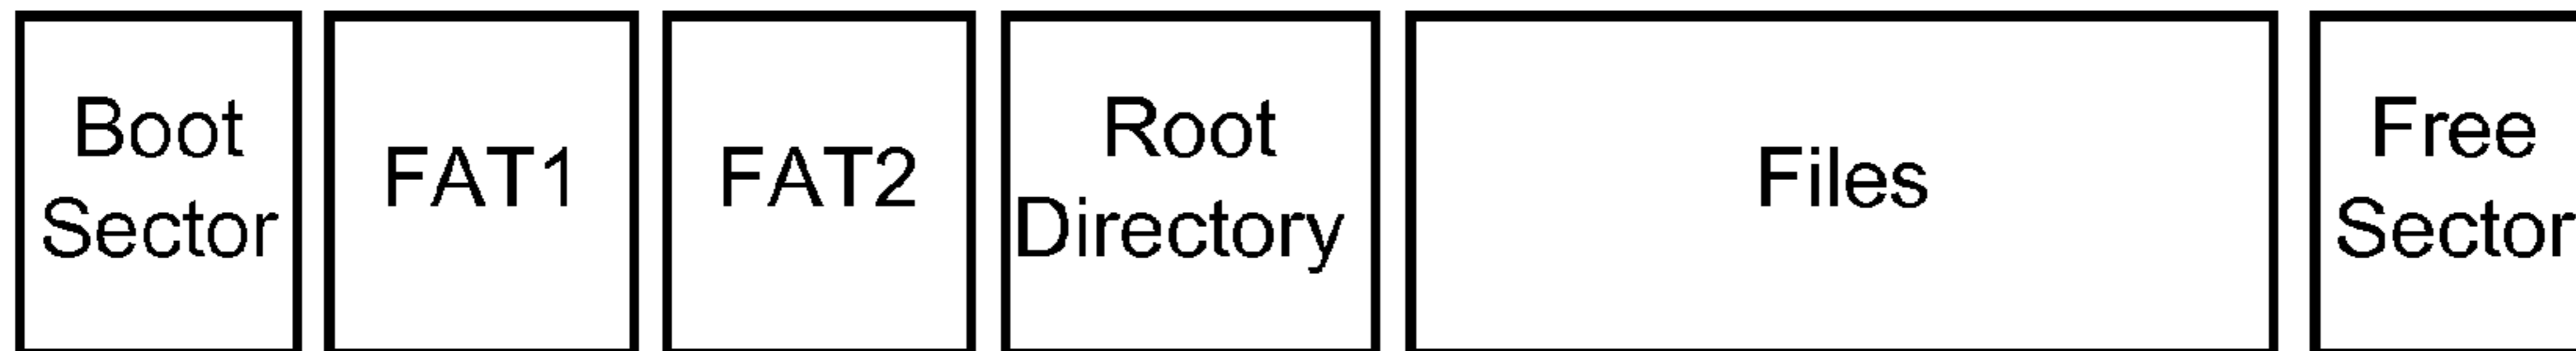 Boot
Sector
FAT1
FAT2
Root
Directory
Files
Free
Sector